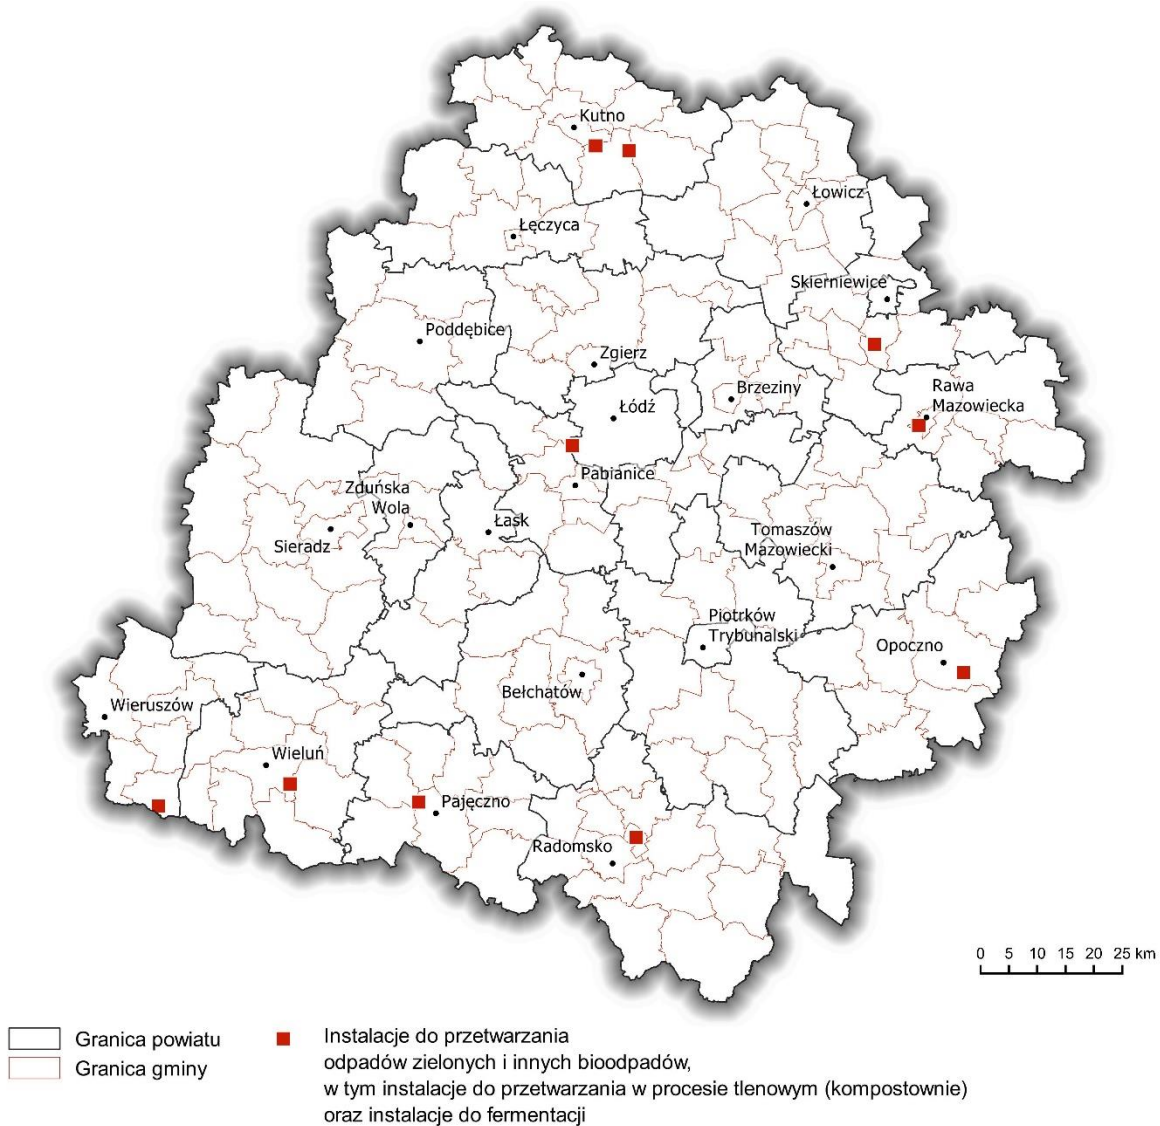 Kutno
Łowicz
Łęczyca
Skierniewice
Poddębice
Zgierz
Brzeziny
Rawa
Mazowiecka
Łódź
Pabianice
Zduńska
Wola
Łask
Sieradz
Tomaszów
Mazowiecki
Piotrków
Trybunalski
Opoczno
Bełchatów
Wieruszów
Wieluń
Pajęczno
Radomsko
0 5 10 15 20 25 km
Granica powiatu
Granica gminy
Instalacje do przetwarzania
odpadów zielonych i innych bioodpadów,
w tym instalacje do przetwarzania w procesie tlenowym (kompostownie)
oraz instalacje do fermentacji